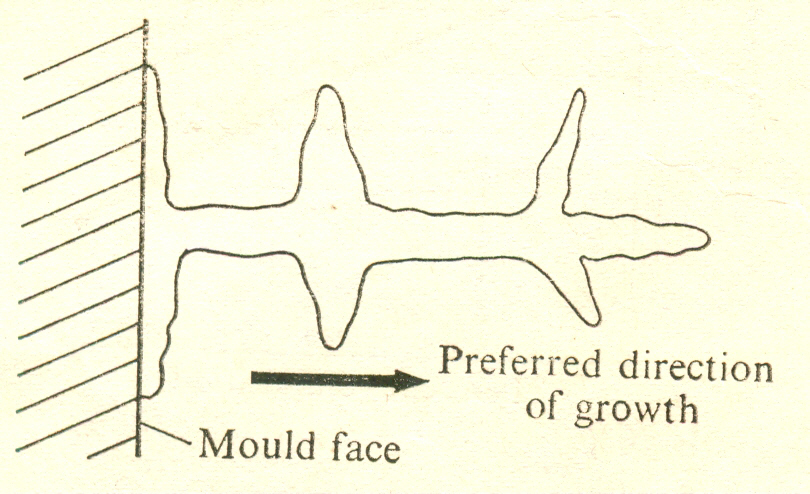 Preferred direction
of growth
Mould face